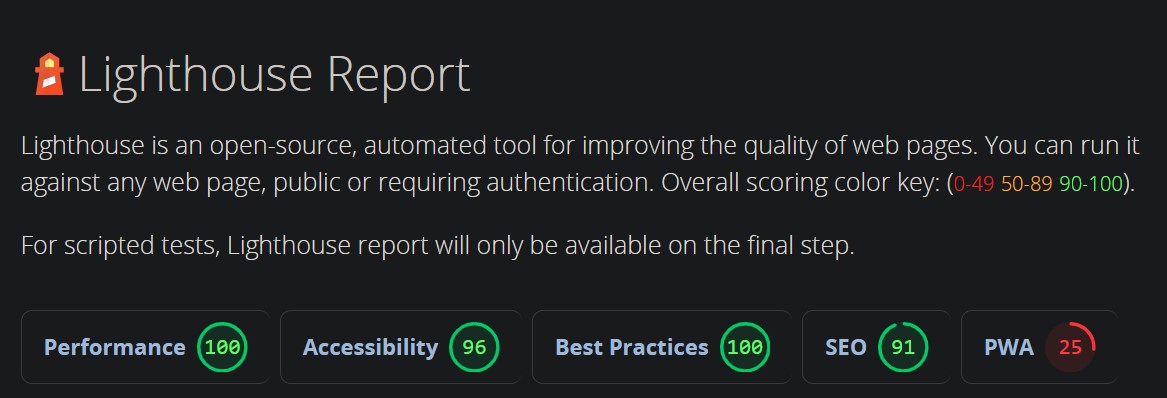 Lighthouse Report
Lighthouse is an open-source, automated tool for improving the quality of web pages. You can run it
against any web page, public or requiring authentication. Overall scoring color key: (0-49 50-89 90-100).
For scripted tests, Lighthouse report will only be available on the final step.
Performance 100 Accessibility 96 Best Practices 100 SEO 91 PWA 25